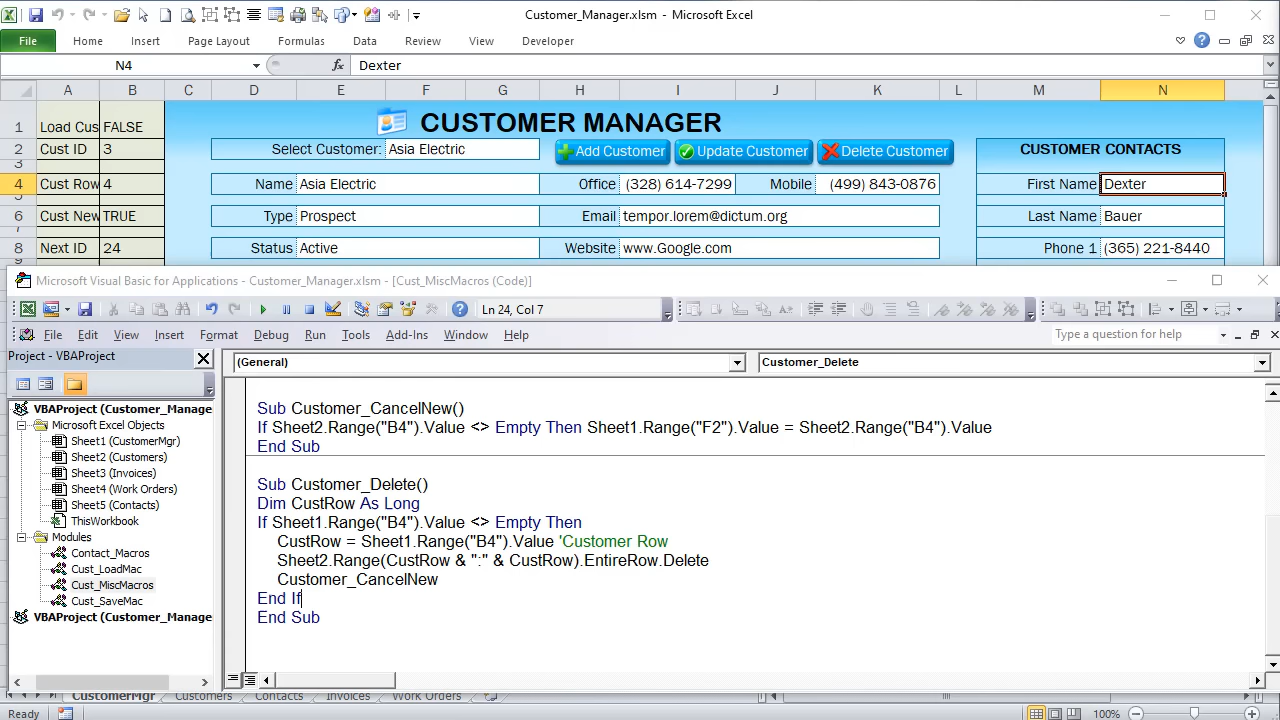 Customer_Manager.xlsm - Microsoft Excel
File Home Insert Page Layout Formulas Data Review View Developer
N4 fx Dexter
A B C D E F G H I J K L M N
1 Load Cus FALSE CUSTOMER MANAGER
2 Cust ID 3 Select Customer: Asia Electric Add Customer Update Customer Delete Customer CUSTOMER CONTACTS
3
4 Cust Row 4 Name Asia Electric Office (328) 614-7299 Mobile (499) 843-0876 First Name Dexter
5
6 Cust New TRUE Type Prospect Email tempor.lorem@dictum.org Last Name Bauer
7
8 Next ID 24 Status Active Website www.Google.com Phone 1 (365) 221-8440
Microsoft Visual Basic for Applications - Customer_Manager.xlsm - [Cust_MiscMacros (Code)]
Ln 24, Col 7
File Edit View Insert Format Debug Run Tools Add-Ins Window Help Type a question for help
Project - VBAProject
(General) Customer_Delete
VBAProject (Customer_Manage
Microsoft Excel Objects
Sheet1 (CustomerMgr)
Sheet2 (Customers)
Sheet3 (Invoices)
Sheet4 (Work Orders)
Sheet5 (Contacts)
ThisWorkbook
Modules
Contact_Macros
Cust_LoadMac
Cust_MiscMacros
Cust_SaveMac
VBAProject (Customer_Manage
Sub Customer_CancelNew()
If Sheet2.Range("B4").Value <> Empty Then Sheet1.Range("F2").Value = Sheet2.Range("B4").Value
End Sub
Sub Customer_Delete()
Dim CustRow As Long
If Sheet1.Range("B4").Value <> Empty Then
CustRow = Sheet1.Range("B4").Value 'Customer Row
Sheet2.Range(CustRow & ":" & CustRow).EntireRow.Delete
Customer_CancelNew
End If
End Sub
CustomerMgr Customers Contacts Invoices Work Orders
Ready 100%